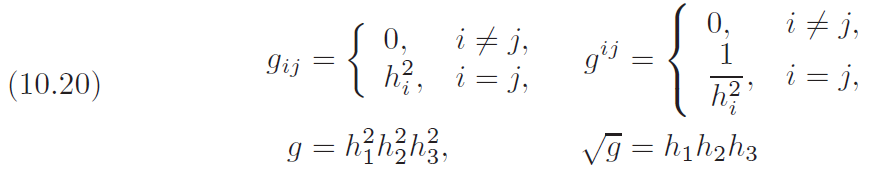 (10.20) g_{ij} = { 0, i ≠ j, h_i^2, i = j, g^{ij} = { 0, i ≠ j, \frac{1}{h_i^2}, i = j,
g = h_1^2 h_2^2 h_3^2, √g = h_1 h_2 h_3